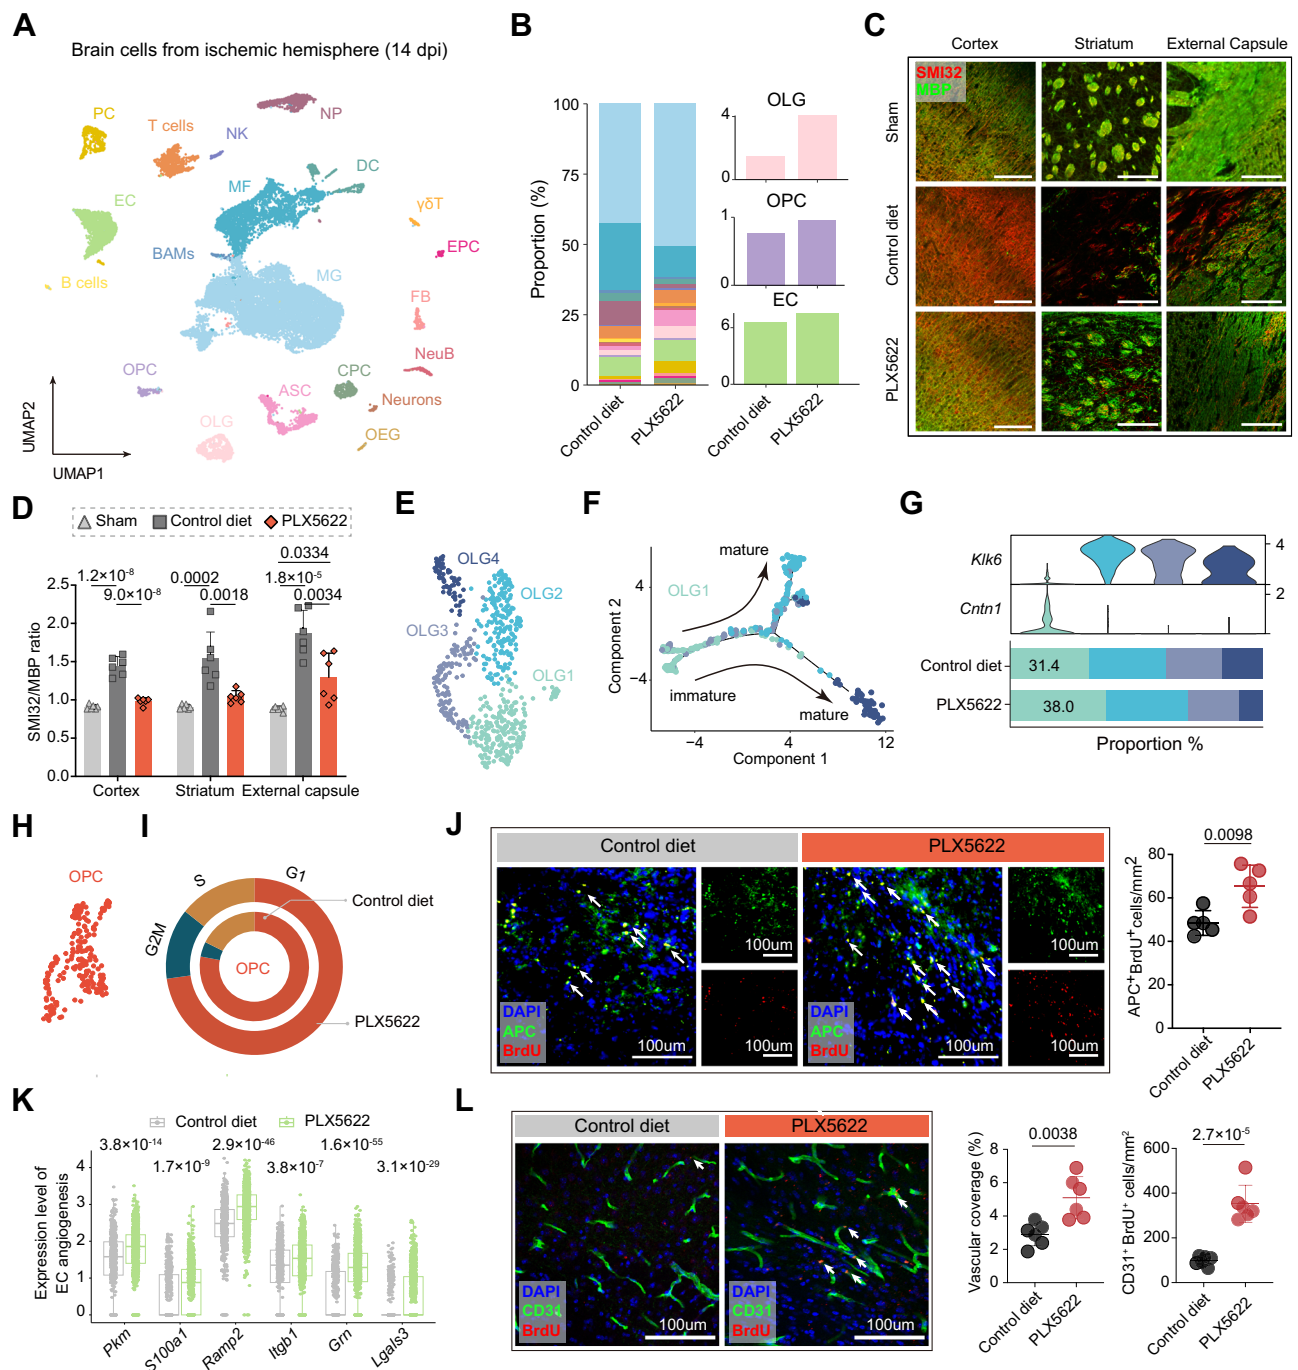 A
Brain cells from ischemic hemisphere (14 dpi)
PC
T cells
NK
NP
DC
MF
EC
γδT
EPC
BAMs
MG
B cells
FB
NeuB
OPC
CPC
ASC
Neurons
OLG
OEG
UMAP2
UMAP1
B
Proportion (%)
100
75
50
25
0
Control diet
PLX5622
OLG
4
0
OPC
1
0
EC
6
0
Control diet
PLX5622
C
Cortex
Striatum
External Capsule
SMI32
MBP
Sham
Control diet
PLX5622
D
Sham
Control diet
PLX5622
SMI32/MBP ratio
2.5
2.0
1.5
1.0
0.5
0.0
1.2×10⁻⁸
9.0×10⁻⁸
0.0002
0.0018
0.0334
1.8×10⁻⁵
0.0034
Cortex
Striatum
External capsule
E
OLG4
OLG2
OLG3
OLG1
F
mature
OLG1
immature
mature
Component 2
4
−4
−4
4
12
Component 1
G
Klk6
4
Cntn1
2
Control diet
31.4
PLX5622
38.0
Proportion %
H
OPC
I
S
G1
G2M
OPC
Control diet
PLX5622
J
Control diet
PLX5622
DAPI
APC
BrdU
100um
100um
100um
DAPI
APC
BrdU
100um
100um
100um
APC⁺BrdU⁺cells/mm2
80
60
40
20
0
0.0098
Control diet
PLX5622
K
Control diet
PLX5622
3.8×10⁻¹⁴
2.9×10⁻⁴⁶
1.6×10⁻⁵⁵
1.7×10⁻⁹
3.8×10⁻⁷
3.1×10⁻²⁹
Expression level of
EC angiogenesis
4
3
2
1
0
Pkm
S100a1
Ramp2
Itgb1
Grn
Lgals3
L
Control diet
PLX5622
DAPI
CD31
BrdU
100um
DAPI
CD31
BrdU
100um
Vascular coverage (%)
8
6
4
2
0
0.0038
Control diet
PLX5622
CD31⁺ BrdU⁺ cells/mm²
600
400
200
0
2.7×10⁻⁵
Control diet
PLX5622